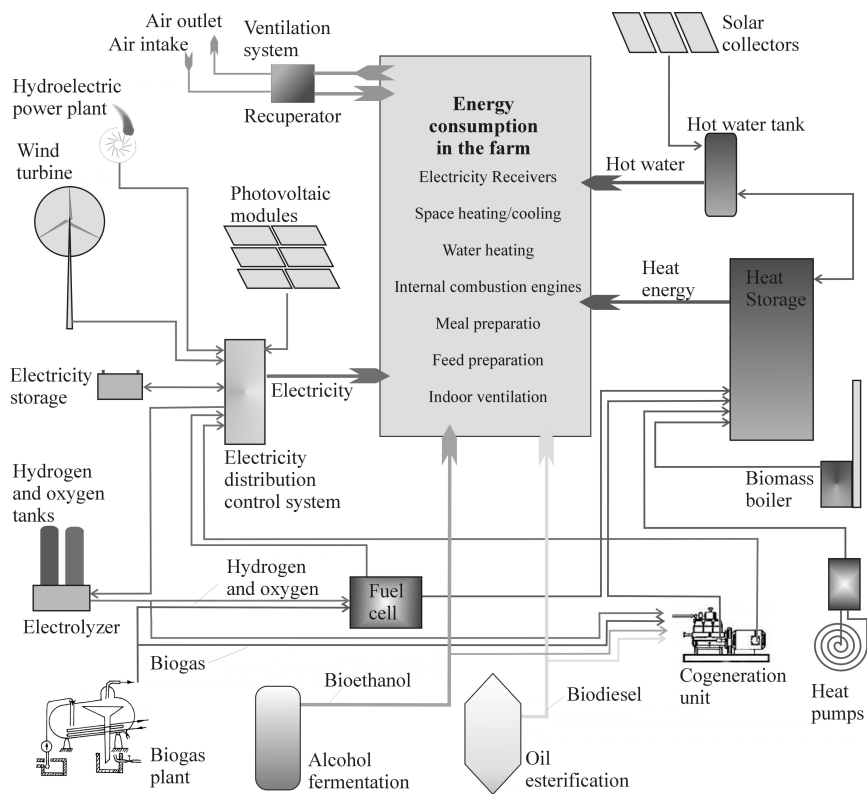 Air outlet
Air intake
Ventilation
system
Recuperator
Solar
collectors
Hydroelectric
power plant
Wind
turbine
Photovoltaic
modules
Energy
consumption
in the farm
Electricity Receivers
Space heating/cooling
Water heating
Internal combustion engines
Meal preparatio
Feed preparation
Indoor ventilation
Hot water tank
Hot water
Heat
energy
Heat
Storage
Electricity
storage
Electricity
Electricity
distribution
control system
Biomass
boiler
Hydrogen
and oxygen
tanks
Electrolyzer
Hydrogen
and oxygen
Fuel
cell
Biogas
Biogas
plant
Bioethanol
Alcohol
fermentation
Biodiesel
Oil
esterification
Cogeneration
unit
Heat
pumps